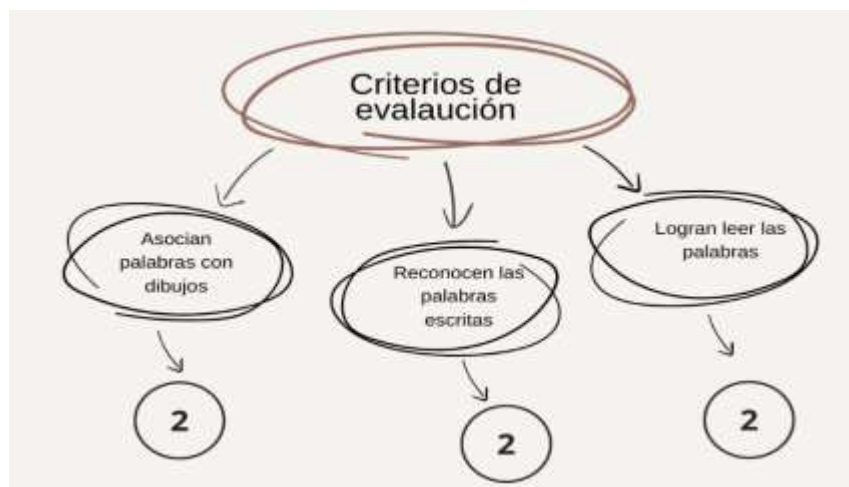 Criterios de
evalaución
Asocian
palabras con
dibujos
Reconocen las
palabras
escritas
Logran leer las
palabras
2
2
2